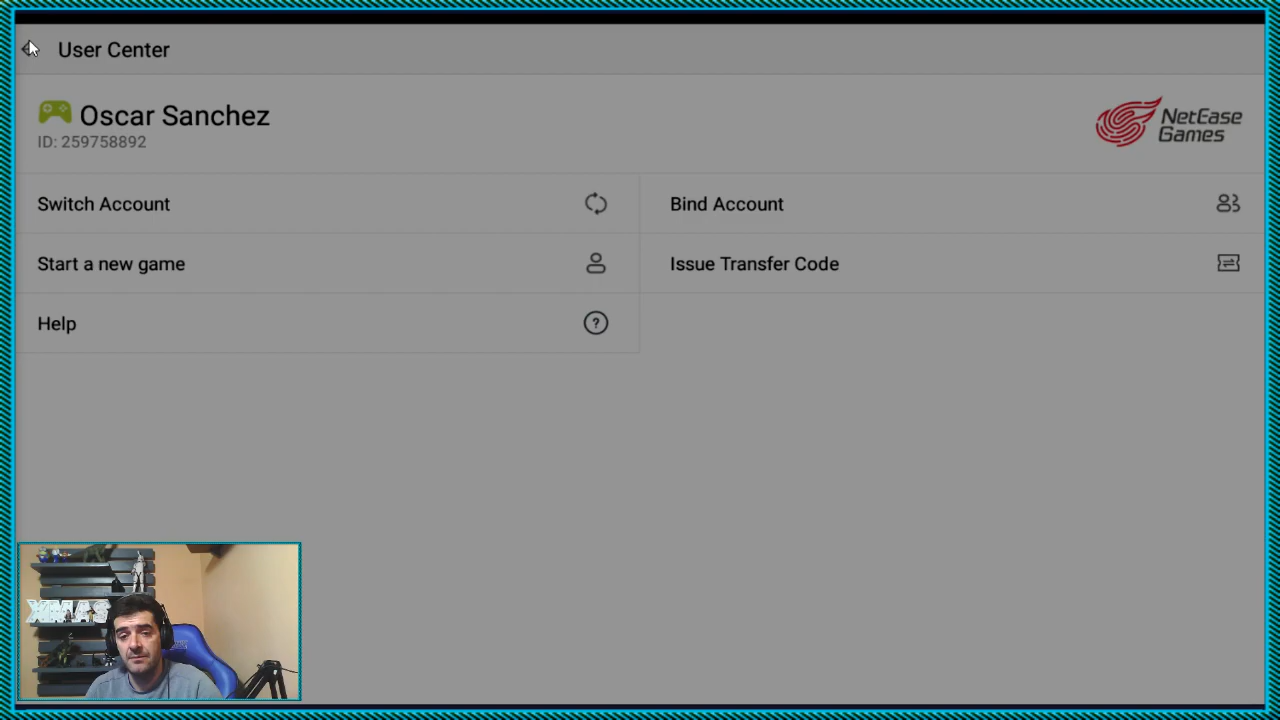 User Center
Oscar Sanchez
ID: 259758892
NetEase
Games
Switch Account
Bind Account
Start a new game
Issue Transfer Code
Help
XMAS